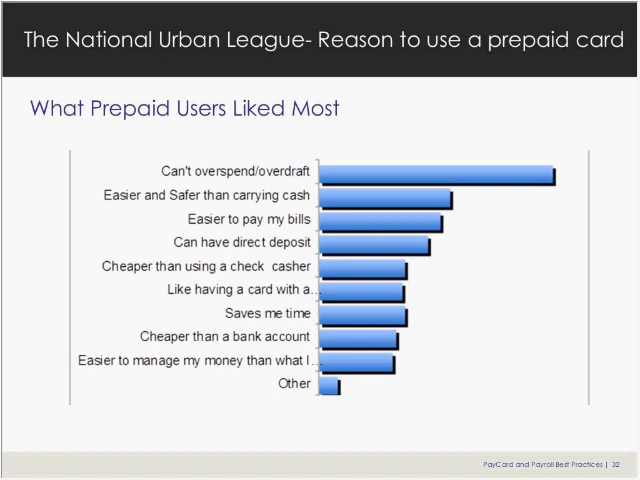 The National Urban League- Reason to use a prepaid card
What Prepaid Users Liked Most
Can't overspend/overdraft
Easier and Safer than carrying cash
Easier to pay my bills
Can have direct deposit
Cheaper than using a check casher
Like having a card with a...
Saves me time
Cheaper than a bank account
Easier to manage my money than what I...
Other
PayCard and Payroll Best Practices | 32